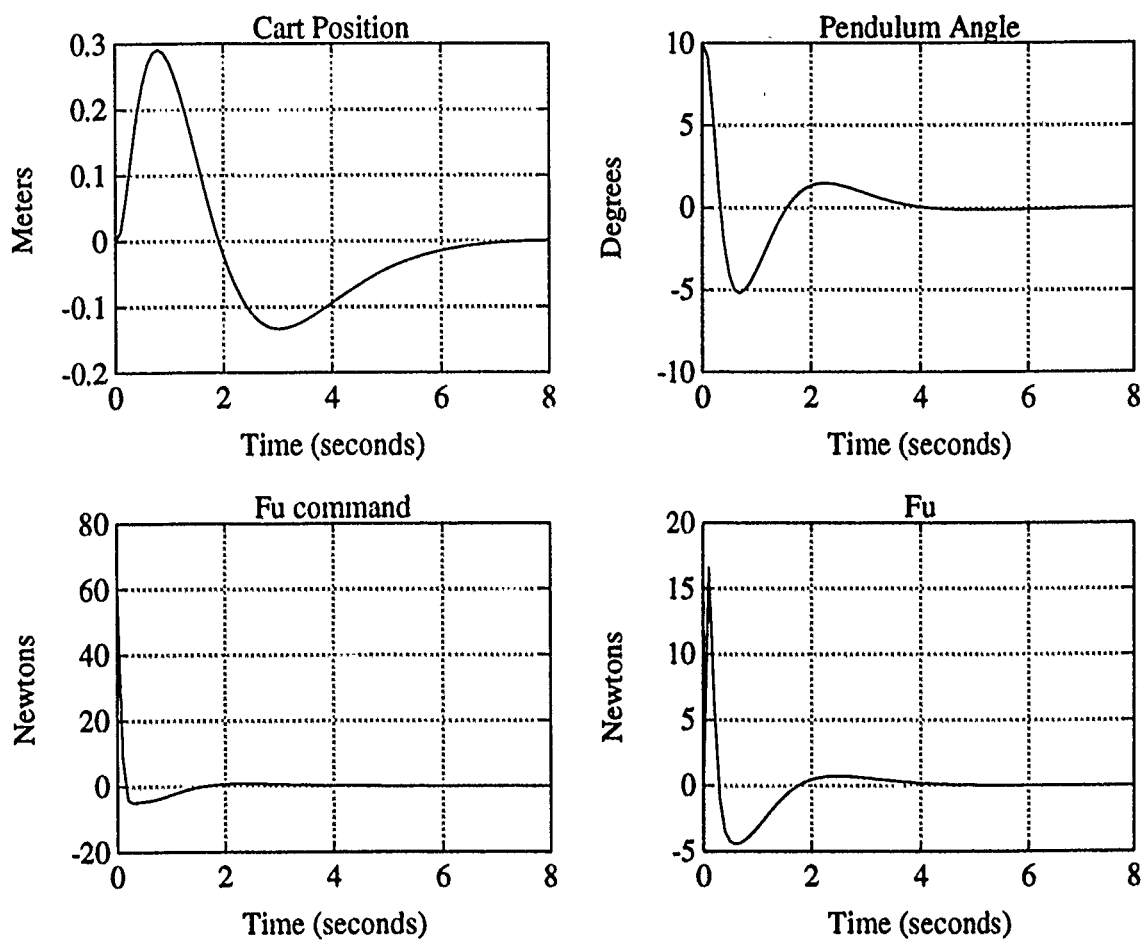 Cart Position
0.3
0.2
0.1
0
-0.1
-0.2
Meters
0 2 4 6 8
Time (seconds)
Pendulum Angle
10
5
0
-5
-10
Degrees
0 2 4 6 8
Time (seconds)
Fu command
80
60
40
20
0
-20
Newtons
0 2 4 6 8
Time (seconds)
Fu
20
15
10
5
0
-5
Newtons
0 2 4 6 8
Time (seconds)